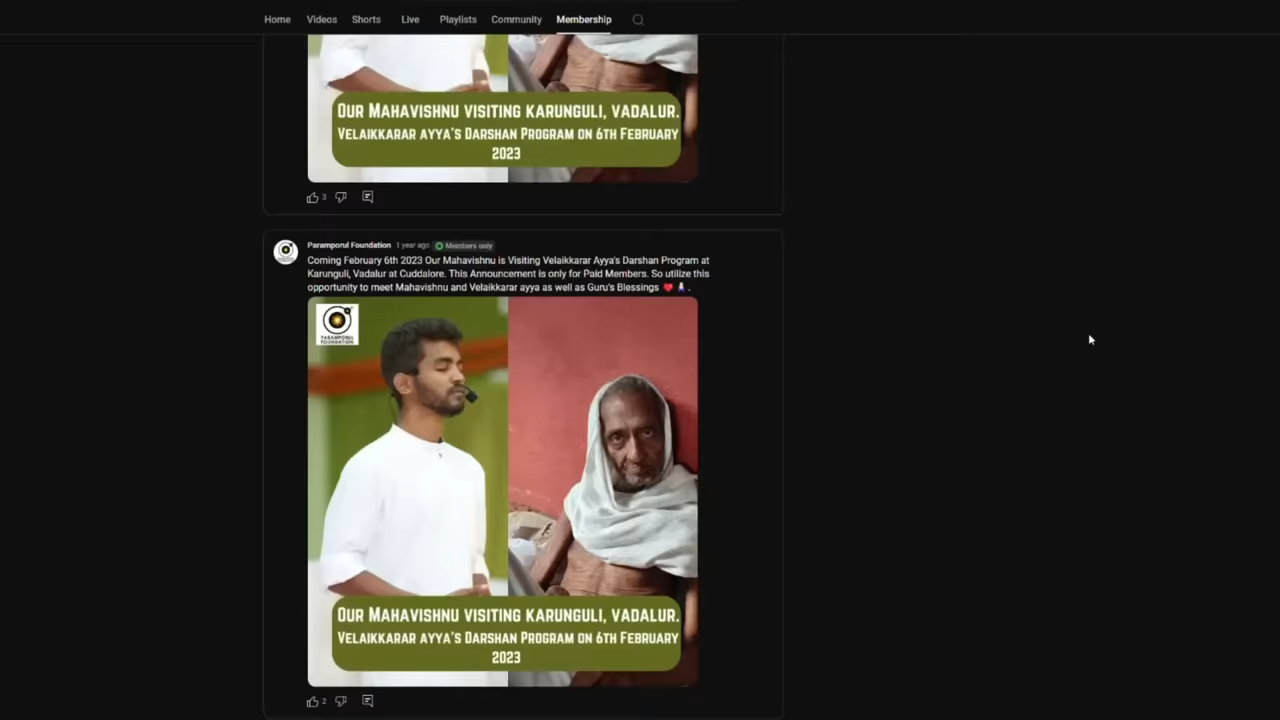 Home Videos Shorts Live Playlists Community Membership
OUR MAHAVISHNU VISITING KARUNGULI, VADALUR.
VELAIKKARAR AYYA'S DARSHAN PROGRAM ON 6TH FEBRUARY
2023
3
Paramporul Foundation 1 year ago Members only
Coming February 6th 2023 Our Mahavishnu is Visiting Velaikkarar Ayya's Darshan Program at
Karunguli, Vadalur at Cuddalore. This Announcement is only for Paid Members. So utilize this
opportunity to meet Mahavishnu and Velaikkarar ayya as well as Guru's Blessings ❤️ .
PARAMPORUL
FOUNDATION
OUR MAHAVISHNU VISITING KARUNGULI, VADALUR.
VELAIKKARAR AYYA'S DARSHAN PROGRAM ON 6TH FEBRUARY
2023
2